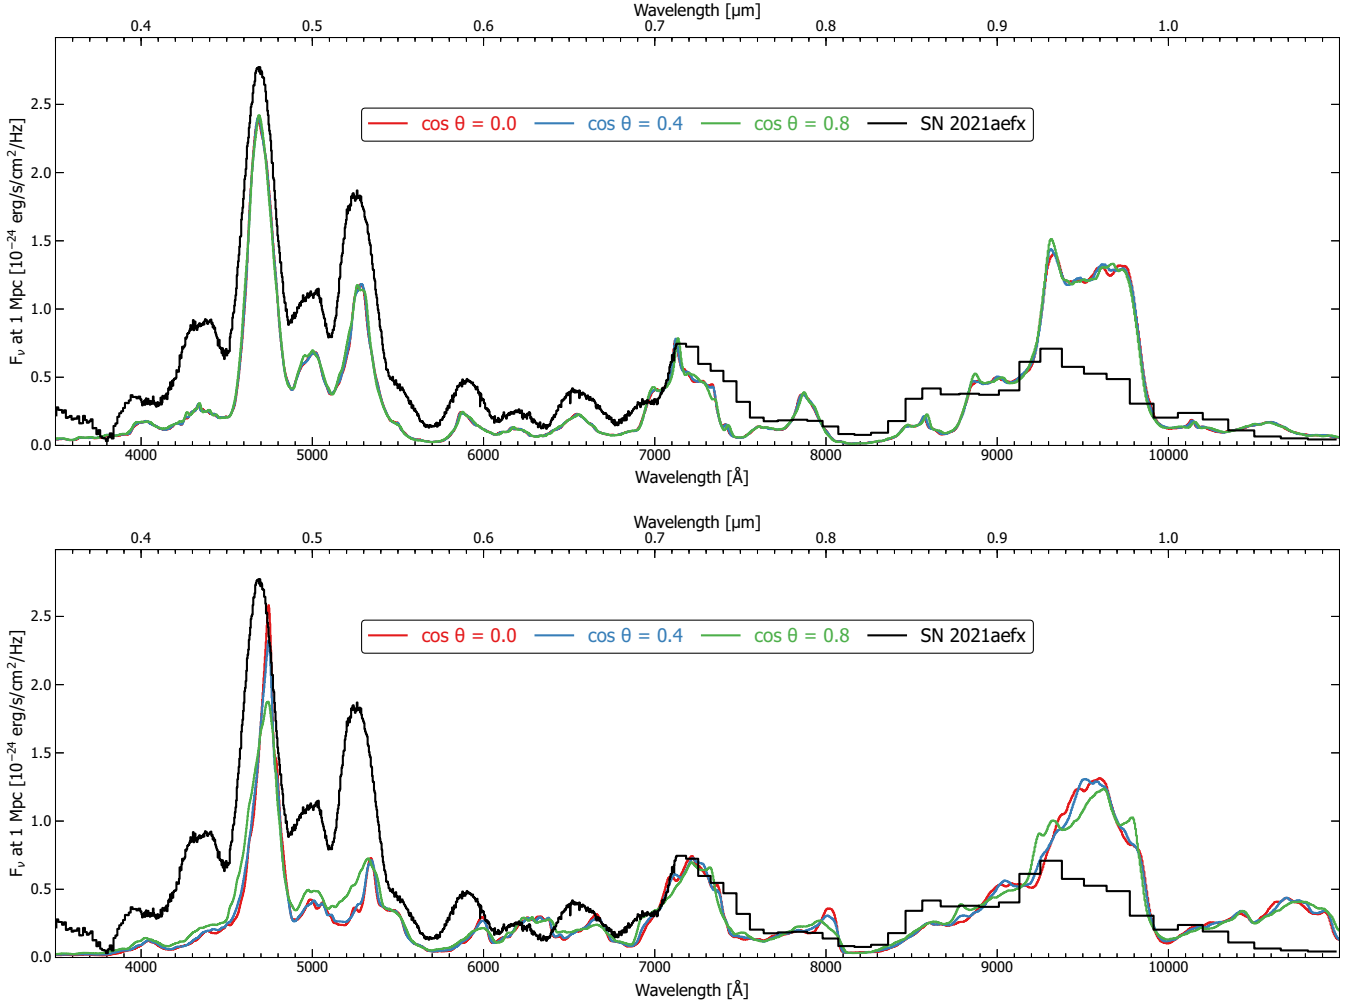 Wavelength [µm]
0.4 0.5 0.6 0.7 0.8 0.9 1.0
F_ν at 1 Mpc [10⁻²⁴ erg/s/cm²/Hz]
2.5
2.0
1.5
1.0
0.5
0.0
cos θ = 0.0 cos θ = 0.4 cos θ = 0.8 SN 2021aefx
4000 5000 6000 7000 8000 9000 10000
Wavelength [Å]
Wavelength [µm]
0.4 0.5 0.6 0.7 0.8 0.9 1.0
F_ν at 1 Mpc [10⁻²⁴ erg/s/cm²/Hz]
2.5
2.0
1.5
1.0
0.5
0.0
cos θ = 0.0 cos θ = 0.4 cos θ = 0.8 SN 2021aefx
4000 5000 6000 7000 8000 9000 10000
Wavelength [Å]